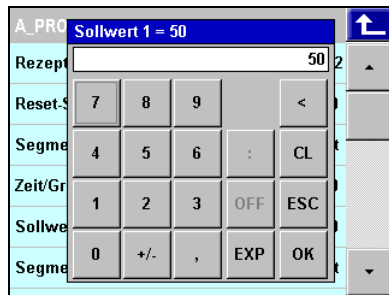 A_PRO
Sollwert 1 = 50
Rezept
50
2
Reset-S
7 8 9 <
Segme
4 5 6 : CL
t
Zeit/Gr
1 2 3 OFF ESC
Sollwe
0 +/- , EXP OK
Segme
t